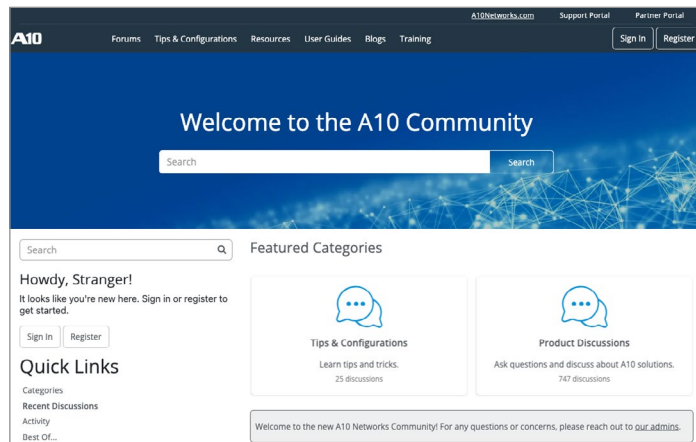 A10Networks.com Support Portal Partner Portal
A10 Forums Tips & Configurations Resources User Guides Blogs Training Sign In Register
Welcome to the A10 Community
Search Search
Search
Howdy, Stranger!
It looks like you're new here. Sign in or register to
get started.
Sign In Register
Quick Links
Categories
Recent Discussions
Activity
Best Of...
Featured Categories
Tips & Configurations
Learn tips and tricks.
25 discussions
Product Discussions
Ask questions and discuss about A10 solutions.
747 discussions
Welcome to the new A10 Networks Community! For any questions or concerns, please reach out to our admins.